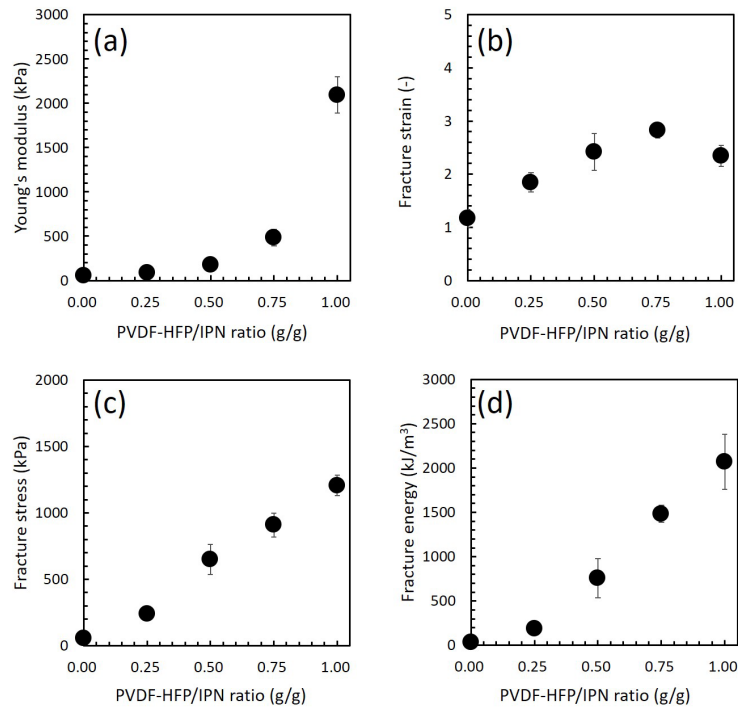 (a)
Young's modulus (kPa)
3000
2500
2000
1500
1000
500
0
0.00 0.25 0.50 0.75 1.00
PVDF-HFP/IPN ratio (g/g)
(b)
Fracture strain (-)
5
4
3
2
1
0
0.00 0.25 0.50 0.75 1.00
PVDF-HFP/IPN ratio (g/g)
(c)
Fracture stress (kPa)
2000
1500
1000
500
0
0.00 0.25 0.50 0.75 1.00
PVDF-HFP/IPN ratio (g/g)
(d)
Fracture energy (kJ/m³)
3000
2500
2000
1500
1000
500
0
0.00 0.25 0.50 0.75 1.00
PVDF-HFP/IPN ratio (g/g)